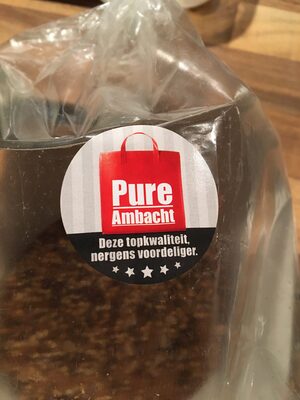 Pure
Ambacht
Deze topkwaliteit,
nergens voordeliger.